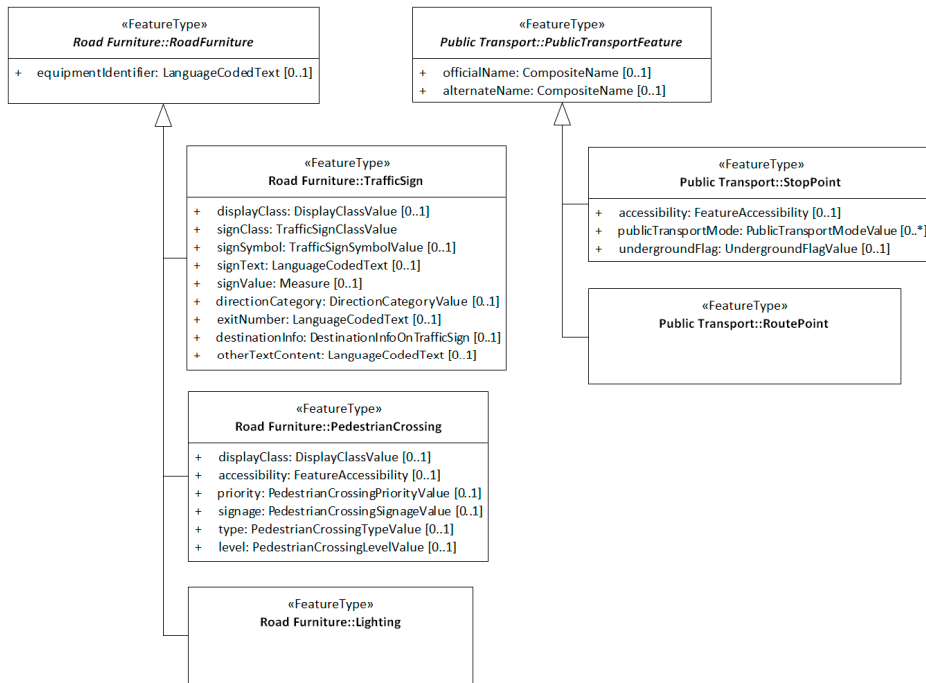 «FeatureType»
Road Furniture::RoadFurniture
+ equipmentIdentifier: LanguageCodedText [0..1]
«FeatureType»
Public Transport::PublicTransportFeature
+ officialName: CompositeName [0..1]
+ alternateName: CompositeName [0..1]
«FeatureType»
Road Furniture::TrafficSign
+ displayClass: DisplayClassValue [0..1]
+ signClass: TrafficSignClassValue
+ signSymbol: TrafficSignSymbolValue [0..1]
+ signText: LanguageCodedText [0..1]
+ signValue: Measure [0..1]
+ directionCategory: DirectionCategoryValue [0..1]
+ exitNumber: LanguageCodedText [0..1]
+ destinationInfo: DestinationInfoOnTrafficSign [0..1]
+ otherTextContent: LanguageCodedText [0..1]
«FeatureType»
Public Transport::StopPoint
+ accessibility: FeatureAccessibility [0..1]
+ publicTransportMode: PublicTransportModeValue [0..*]
+ undergroundFlag: UndergroundFlagValue [0..1]
«FeatureType»
Public Transport::RoutePoint
«FeatureType»
Road Furniture::PedestrianCrossing
+ displayClass: DisplayClassValue [0..1]
+ accessibility: FeatureAccessibility [0..1]
+ priority: PedestrianCrossingPriorityValue [0..1]
+ signage: PedestrianCrossingSignageValue [0..1]
+ type: PedestrianCrossingTypeValue [0..1]
+ level: PedestrianCrossingLevelValue [0..1]
«FeatureType»
Road Furniture::Lighting